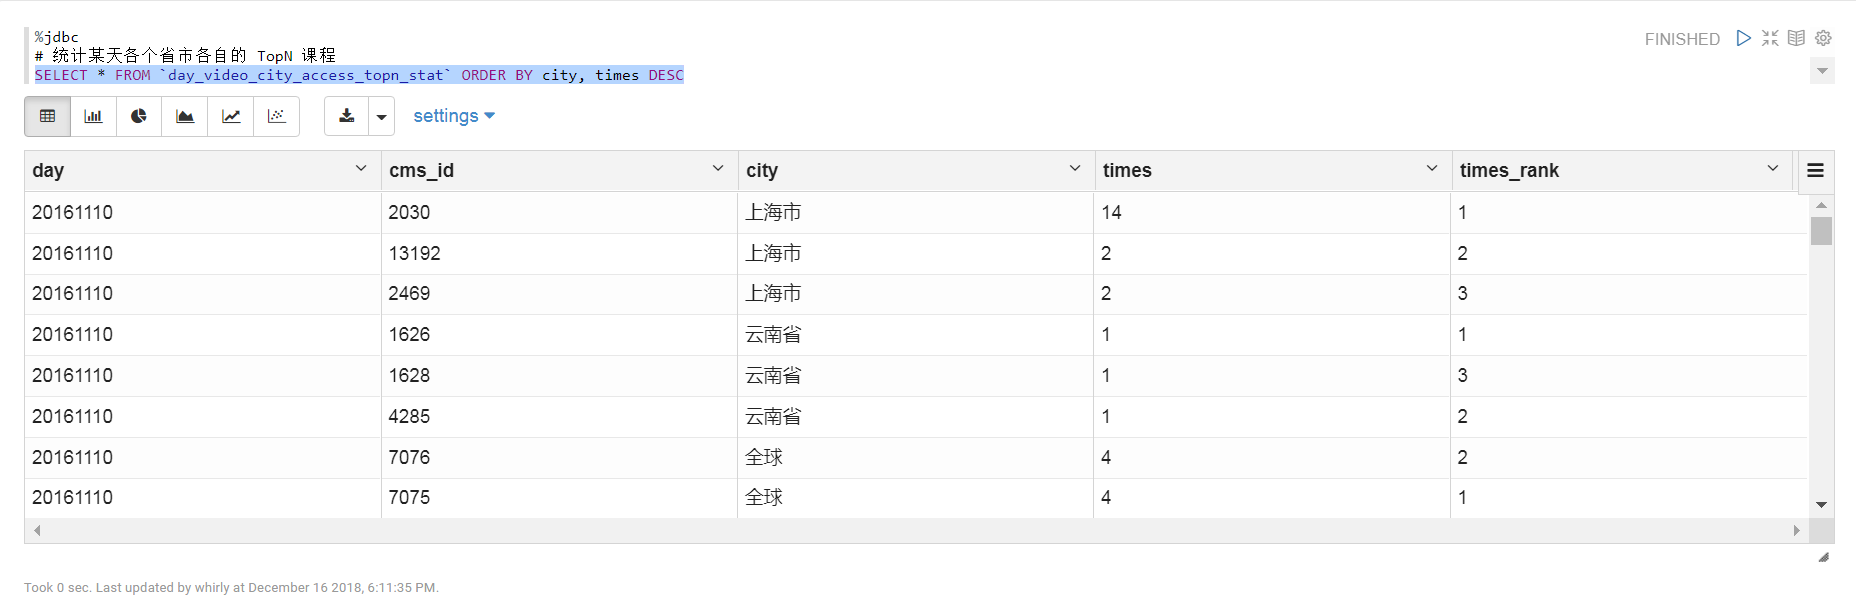 %jdbc
FINISHED
# 统计某天各个省市各自的 TopN 课程
SELECT * FROM `day_video_city_access_topn_stat` ORDER BY city, times DESC
settings
day cms_id city times times_rank
20161110 2030 上海市 14 1
20161110 13192 上海市 2 2
20161110 2469 上海市 2 3
20161110 1626 云南省 1 1
20161110 1628 云南省 1 3
20161110 4285 云南省 1 2
20161110 7076 全球 4 2
20161110 7075 全球 4 1
Took 0 sec. Last updated by whirly at December 16 2018, 6:11:35 PM.